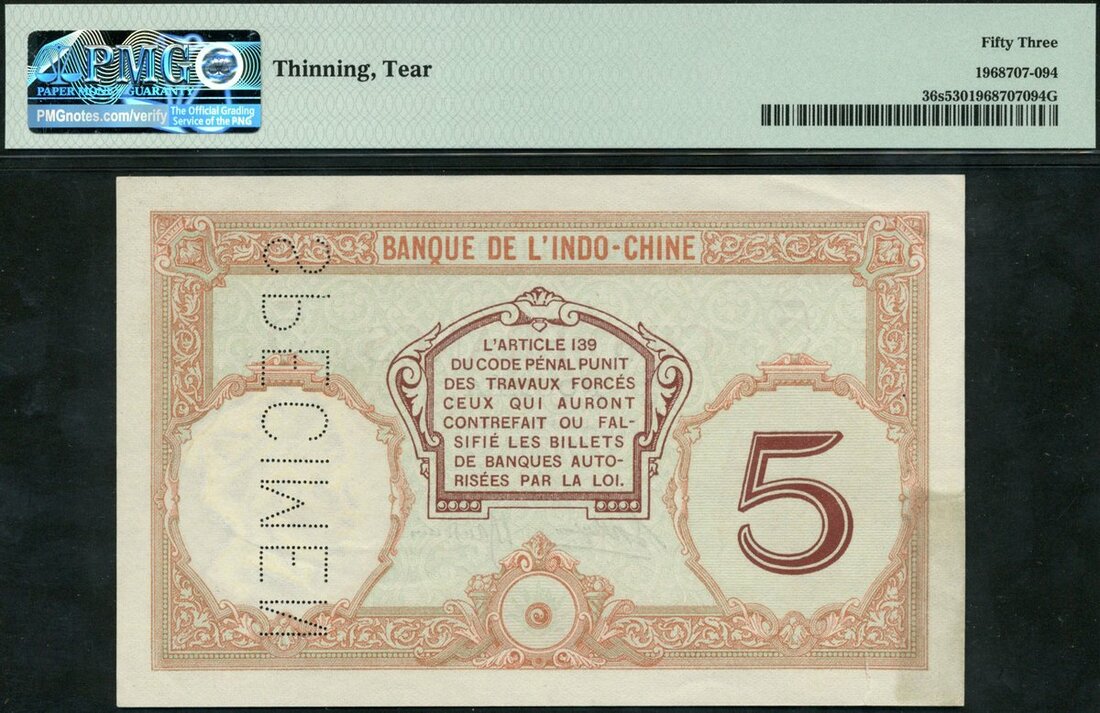 PMG
PAPER MONEY GUARANTY
PMGnotes.com/verify
The Official Grading
Service of the PNG
Thinning, Tear
Fifty Three
1968707-094
36s5301968707094G
BANQUE DE L'INDO-CHINE
SPECIMEN
L'ARTICLE 139
DU CODE PÉNAL PUNIT
DES TRAVAUX FORCÉS
CEUX QUI AURONT
CONTREFAIT OU FAL-
SIFIÉ LES BILLETS
DE BANQUES AUTO-
RISÉES PAR LA LOI.
5